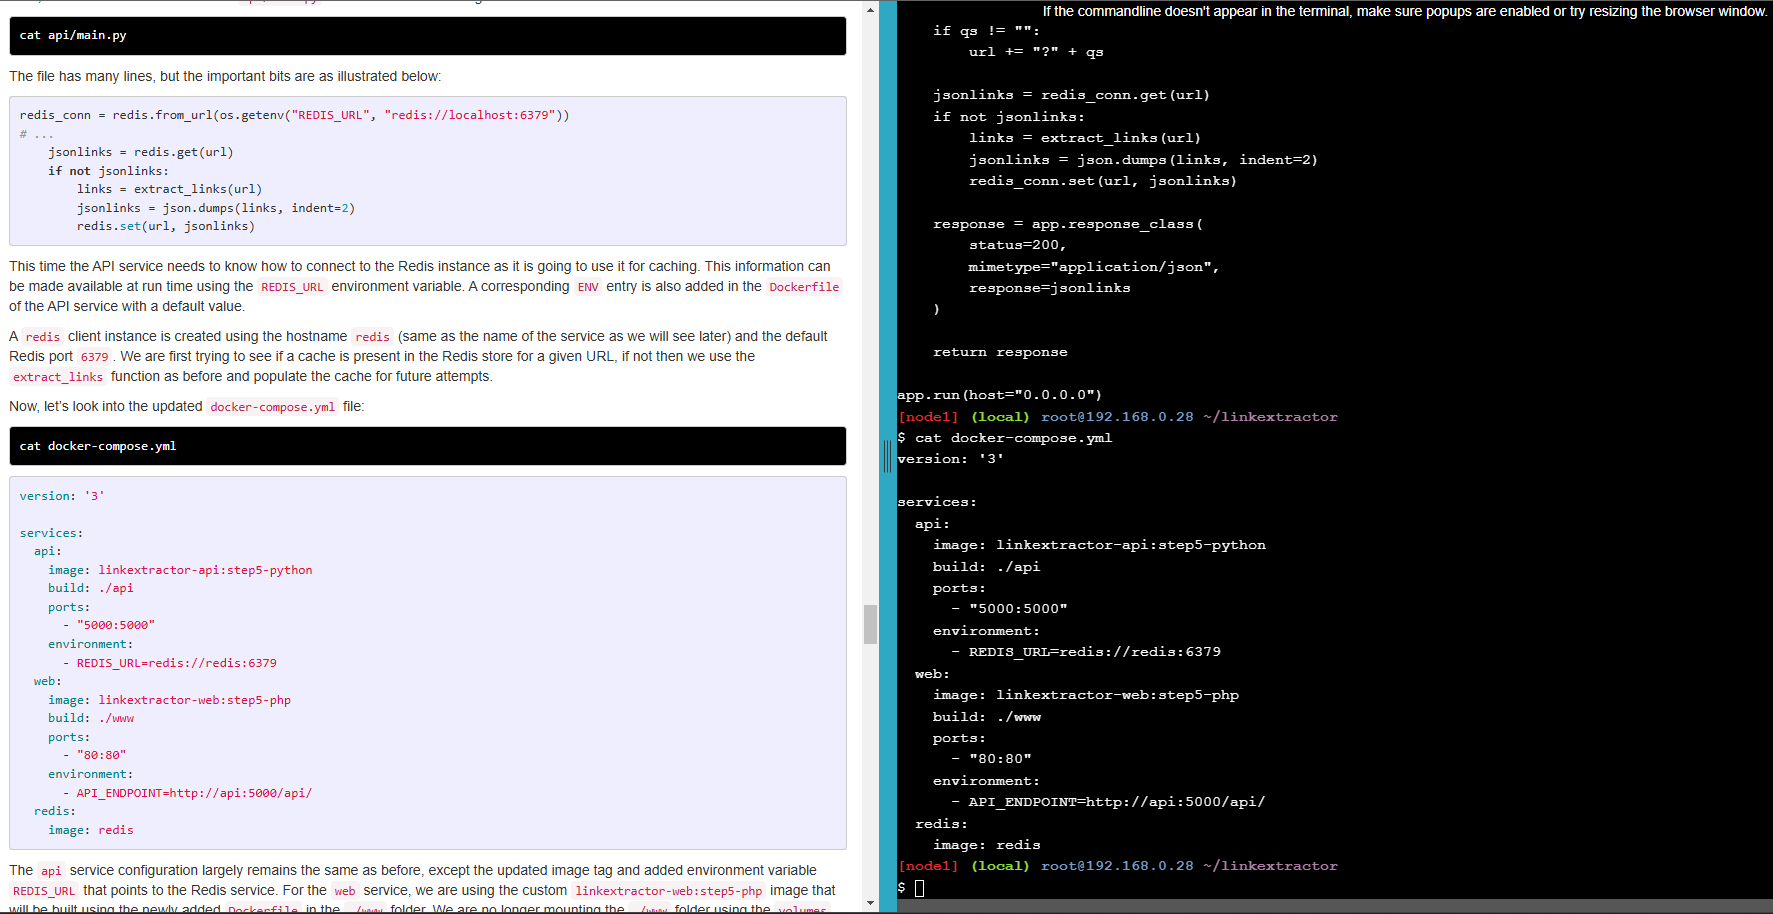 cat api/main.py
The file has many lines, but the important bits are as illustrated below:
redis_conn = redis.from_url(os.getenv("REDIS_URL", "redis://localhost:6379"))
# ...
    jsonlinks = redis.get(url)
    if not jsonlinks:
        links = extract_links(url)
        jsonlinks = json.dumps(links, indent=2)
        redis.set(url, jsonlinks)
This time the API service needs to know how to connect to the Redis instance as it is going to use it for caching. This information can
be made available at run time using the REDIS_URL environment variable. A corresponding ENV entry is also added in the Dockerfile
of the API service with a default value.
A redis client instance is created using the hostname redis (same as the name of the service as we will see later) and the default
Redis port 6379 . We are first trying to see if a cache is present in the Redis store for a given URL, if not then we use the
extract_links function as before and populate the cache for future attempts.
Now, let's look into the updated docker-compose.yml file:
cat docker-compose.yml
version: '3'
services:
  api:
    image: linkextractor-api:step5-python
    build: ./api
    ports:
      - "5000:5000"
    environment:
      - REDIS_URL=redis://redis:6379
  web:
    image: linkextractor-web:step5-php
    build: ./www
    ports:
      - "80:80"
    environment:
      - API_ENDPOINT=http://api:5000/api/
  redis:
    image: redis
The api service configuration largely remains the same as before, except the updated image tag and added environment variable
REDIS_URL that points to the Redis service. For the web service, we are using the custom linkextractor-web:step5-php image that
will be built using the newly added Dockerfile in the ./www folder. We are no longer mounting the ./www folder using the volumes
If the commandline doesn't appear in the terminal, make sure popups are enabled or try resizing the browser window.
    if qs != "":
        url += "?" + qs
    jsonlinks = redis_conn.get(url)
    if not jsonlinks:
        links = extract_links(url)
        jsonlinks = json.dumps(links, indent=2)
        redis_conn.set(url, jsonlinks)
    response = app.response_class(
        status=200,
        mimetype="application/json",
        response=jsonlinks
    )
    return response
app.run(host="0.0.0.0")
[node1] (local) root@192.168.0.28 ~/linkextractor
$ cat docker-compose.yml
version: '3'
services:
  api:
    image: linkextractor-api:step5-python
    build: ./api
    ports:
      - "5000:5000"
    environment:
      - REDIS_URL=redis://redis:6379
  web:
    image: linkextractor-web:step5-php
    build: ./www
    ports:
      - "80:80"
    environment:
      - API_ENDPOINT=http://api:5000/api/
  redis:
    image: redis
[node1] (local) root@192.168.0.28 ~/linkextractor
$